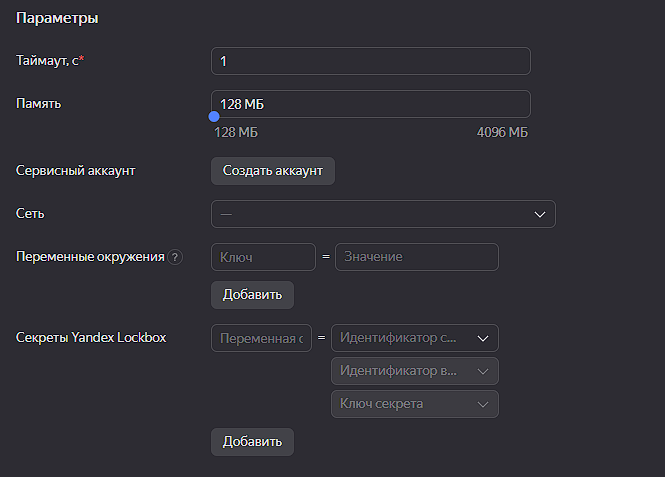 Параметры
Таймаут, с*
1
Память
128 МБ
128 МБ 4096 МБ
Сервисный аккаунт
Создать аккаунт
Сеть
—
Переменные окружения ?
Ключ = Значение
Добавить
Секреты Yandex Lockbox
Переменная о = Идентификатор с...
Идентификатор в...
Ключ секрета
Добавить